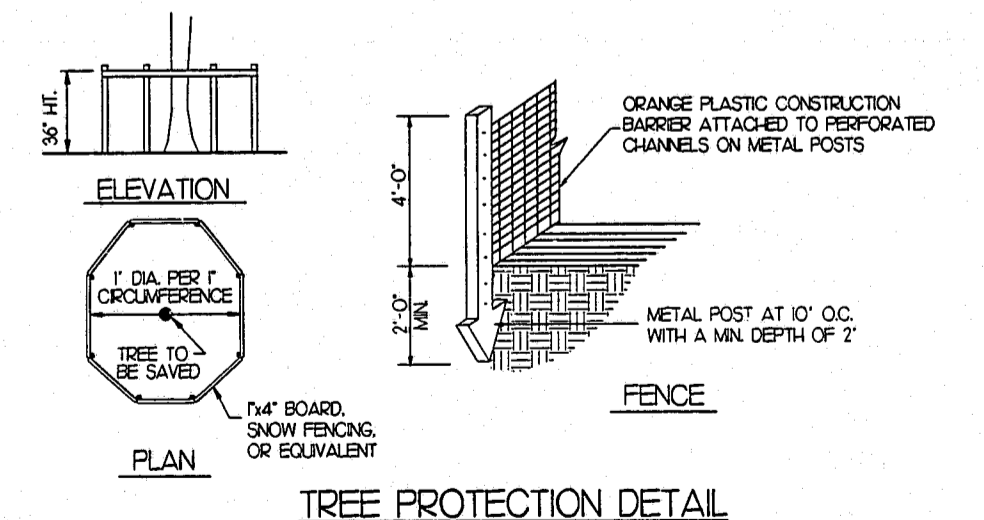 36" HT.
ELEVATION
1' DIA. PER 1"
CIRCUMFERENCE
TREE TO
BE SAVED
1"x4" BOARD,
SNOW FENCING,
OR EQUIVALENT
PLAN
4'-0"
2'-0"
MIN.
ORANGE PLASTIC CONSTRUCTION
BARRIER ATTACHED TO PERFORATED
CHANNELS ON METAL POSTS
METAL POST AT 10' O.C.
WITH A MIN. DEPTH OF 2'
FENCE
TREE PROTECTION DETAIL